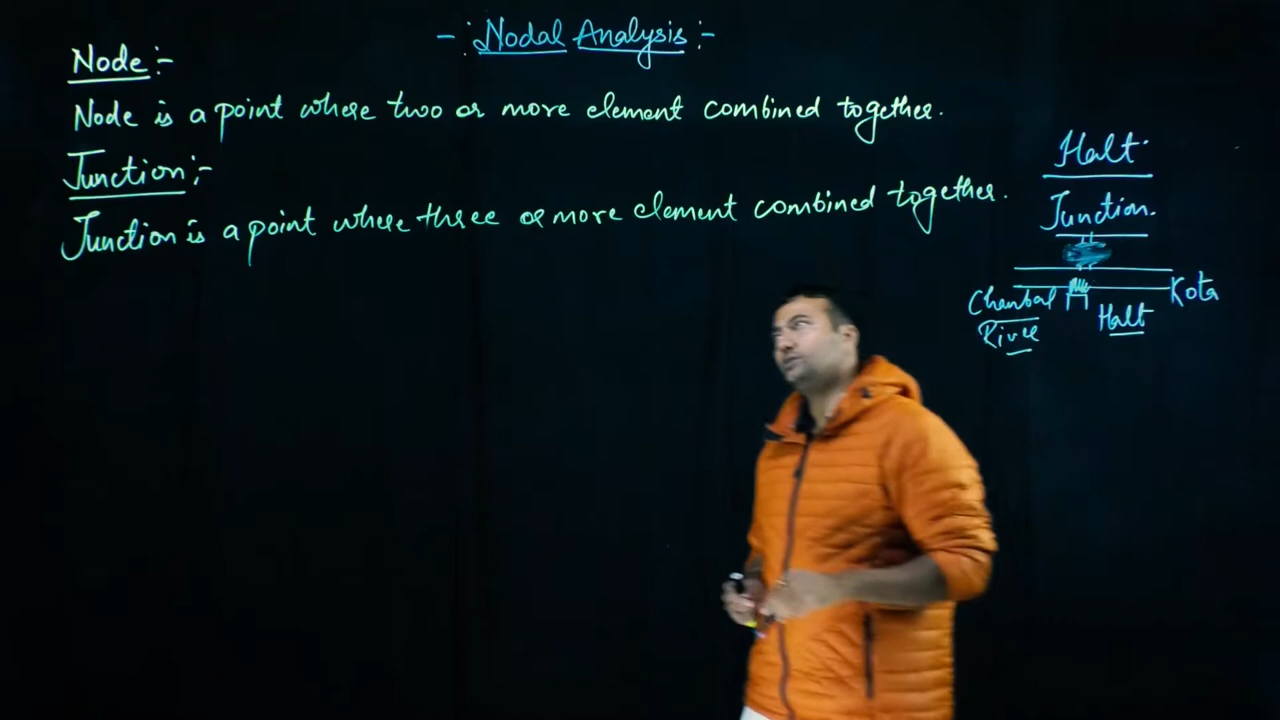 - : Nodal Analysis :-
Node :-
Node is a point where two or more element combined together.
Junction :-
Junction is a point where three or more element combined together.
Halt
Junction.
Kota
Chambal
River
Halt